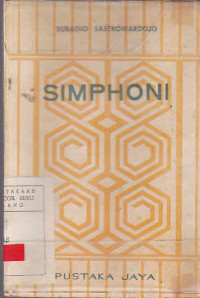 SUBAGIO SASTROWARDOJO
SIMPHONI
PUSTAKA JAYA